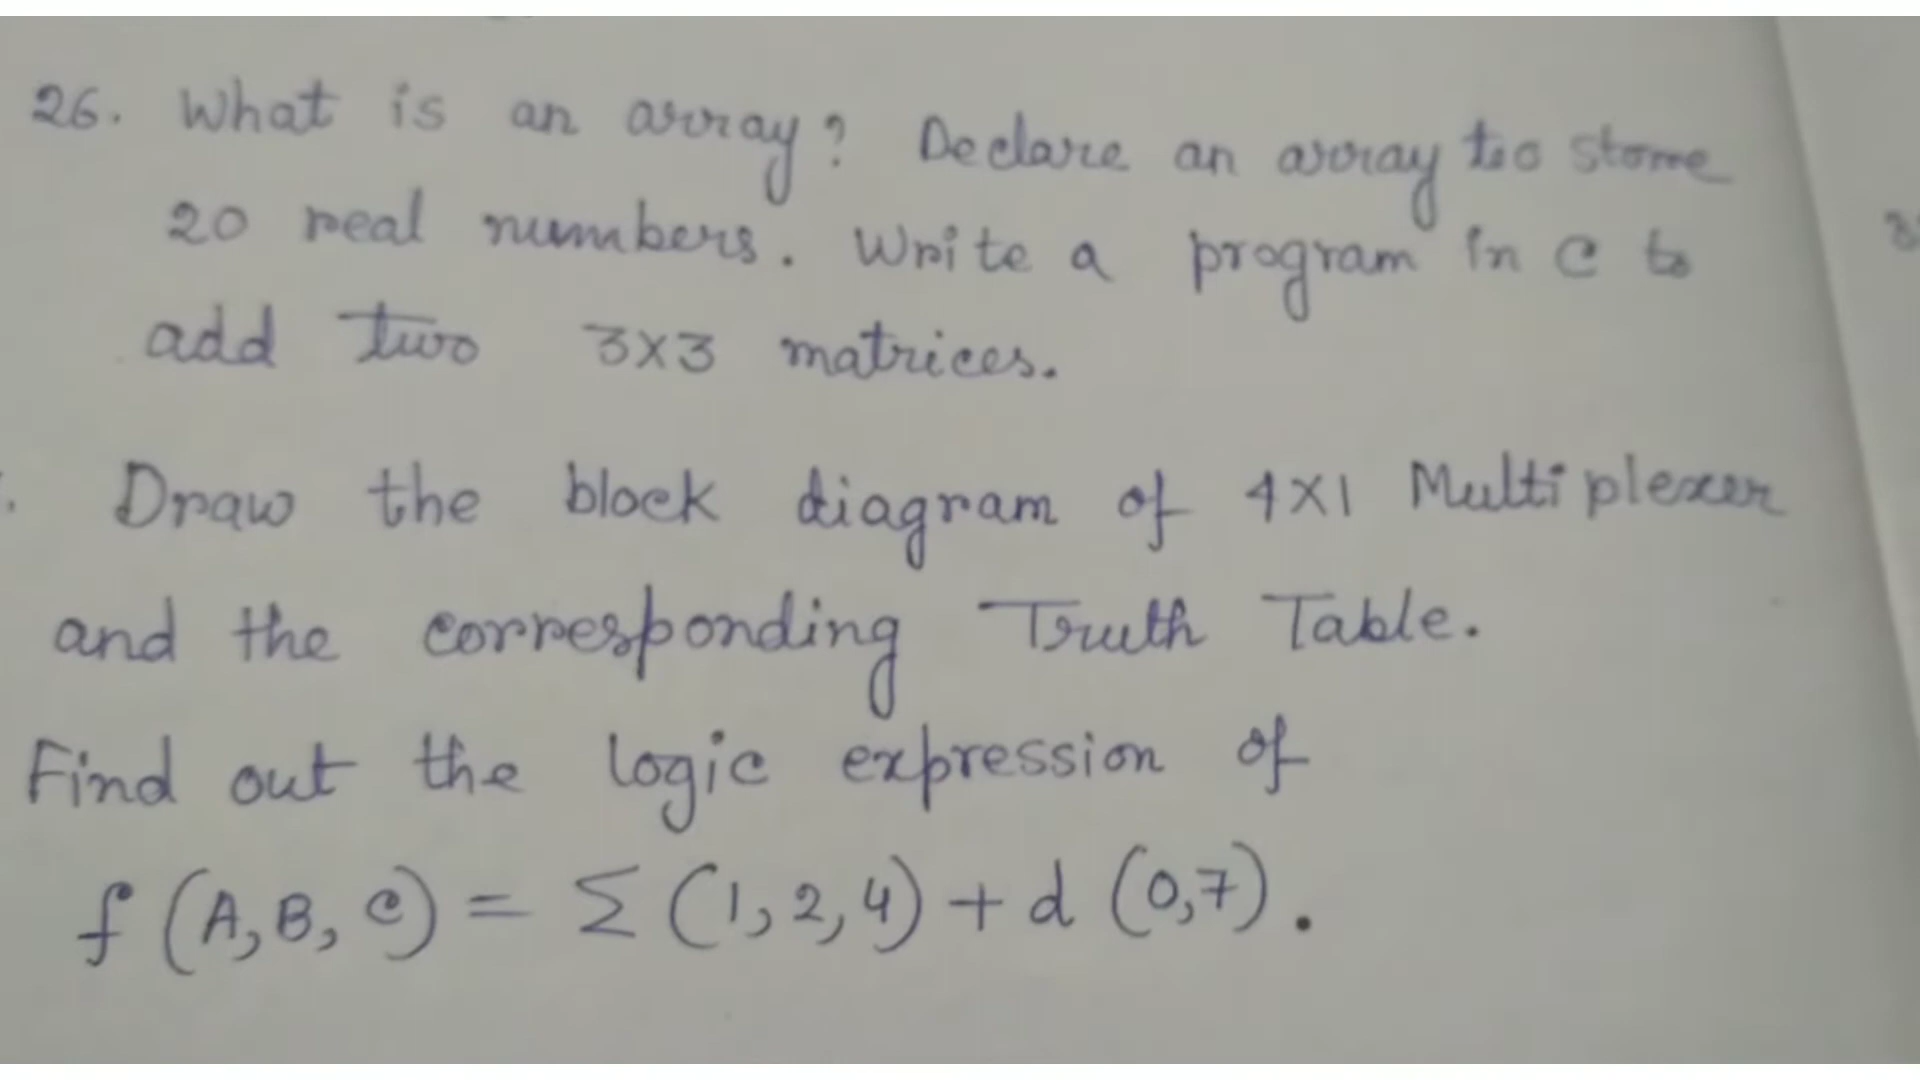 26. What is an array? Declare an array too store
20 real numbers. Write a program in C to
add two 3x3 matrices.
. Draw the block diagram of 4x1 Multiplexer
and the corresponding Truth Table.
Find out the logic expression of
f (A, B, C) = Σ (1, 2, 4) + d (0,7).